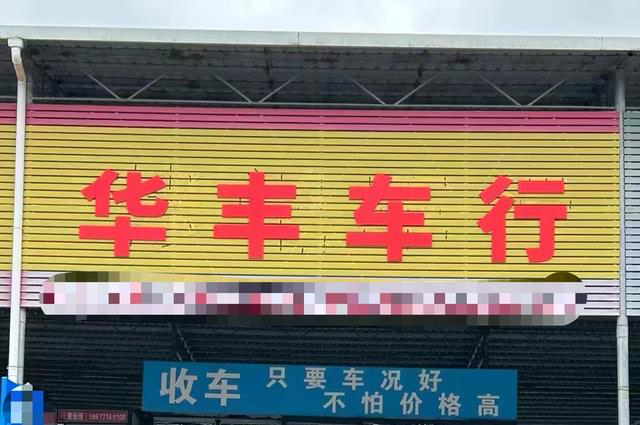 华丰车行
收车 只要车况好
不怕价格高